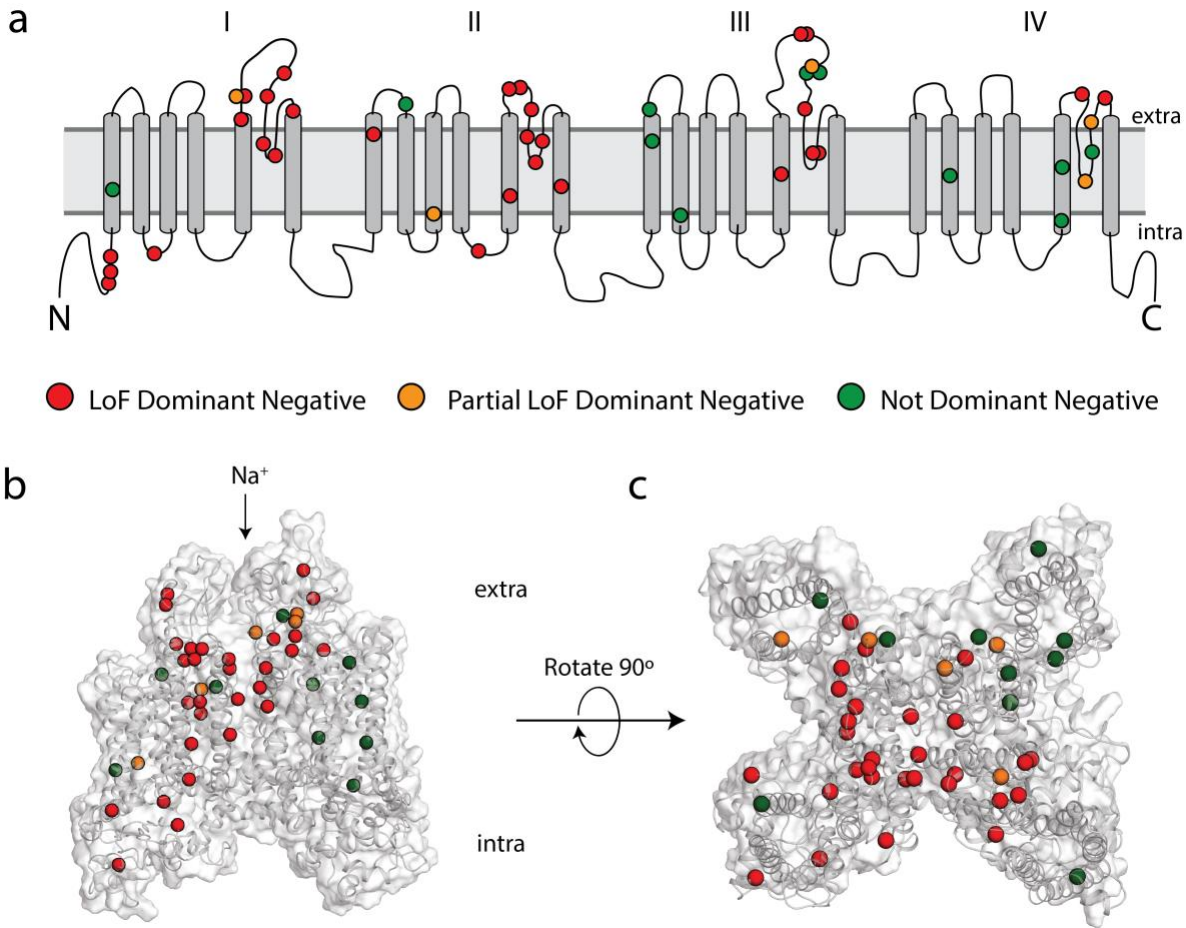 a
I II III IV
extra
intra
N C
LoF Dominant Negative Partial LoF Dominant Negative Not Dominant Negative
b
Na⁺
c
extra
Rotate 90º
intra